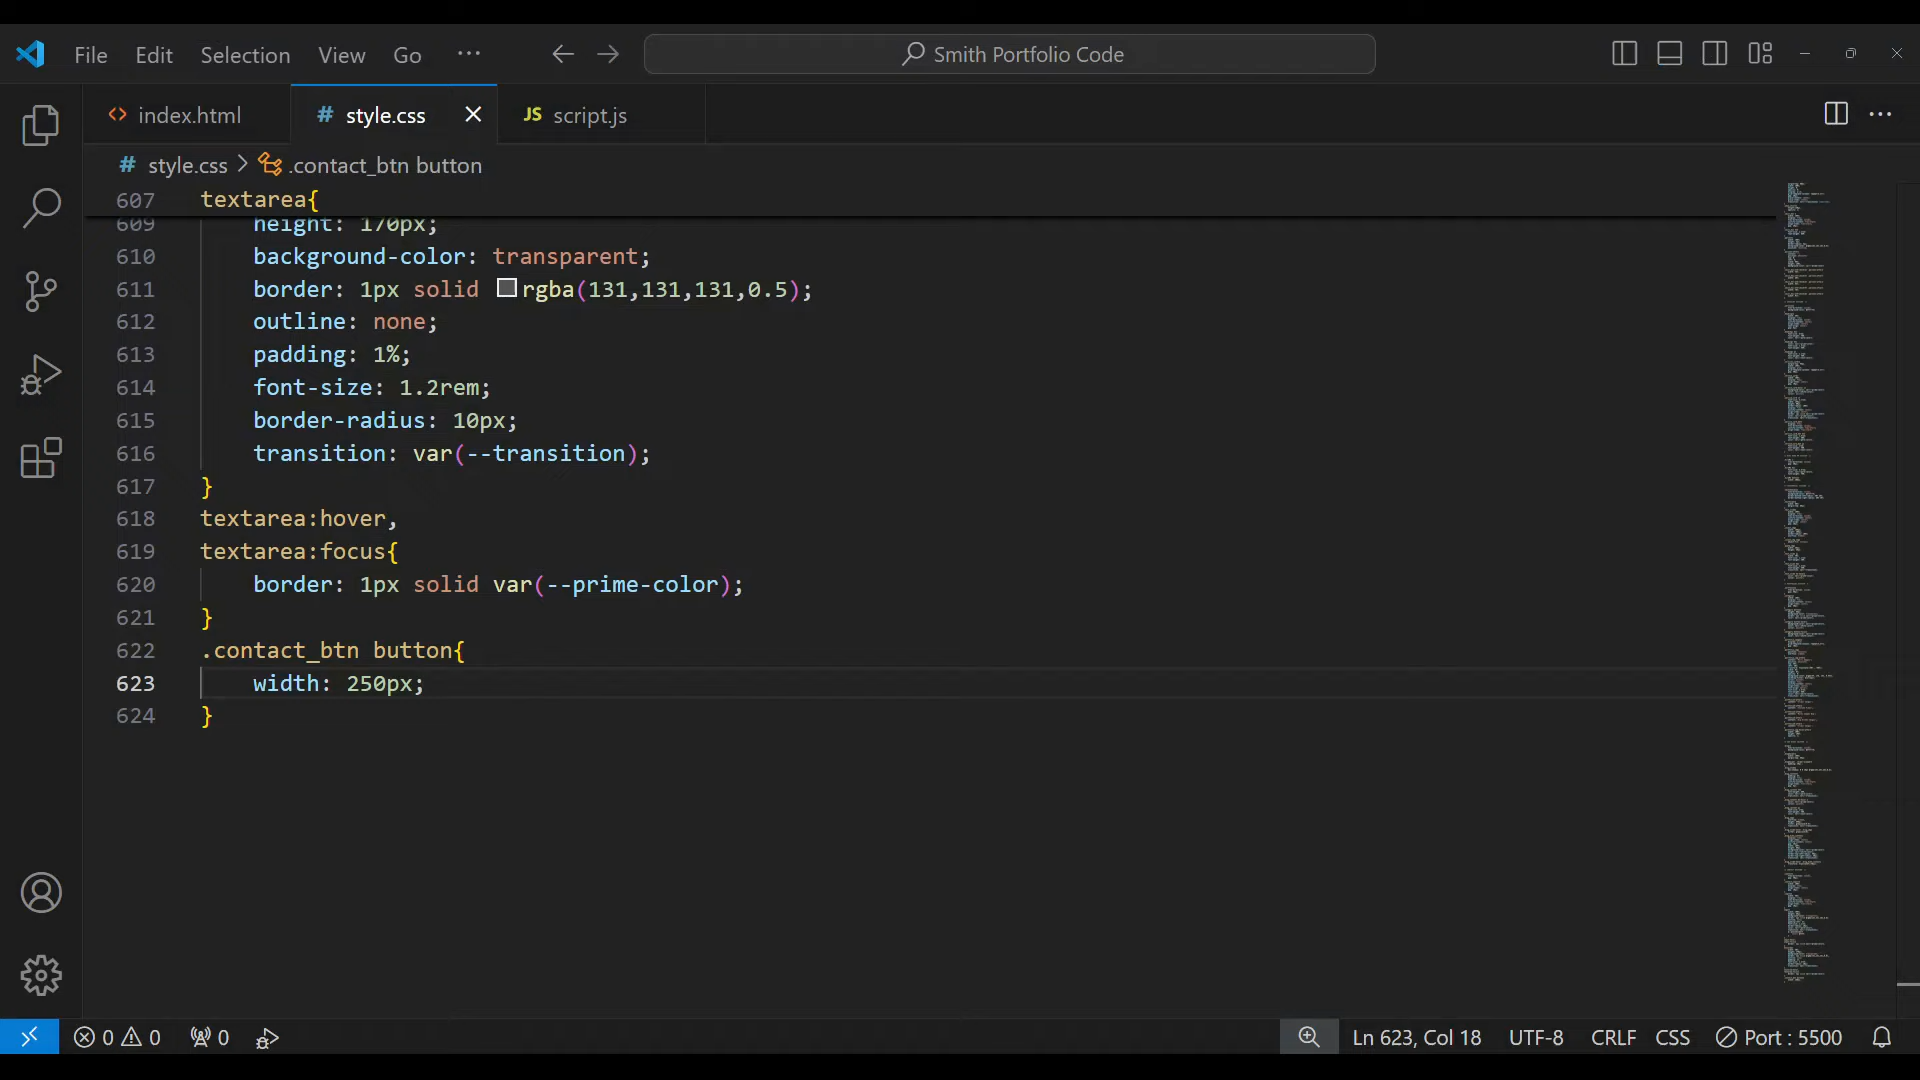 File Edit Selection View Go ··· Smith Portfolio Code
index.html # style.css JS script.js
# style.css > .contact_btn button
607 textarea{
609 height: 170px;
610 background-color: transparent;
611 border: 1px solid rgba(131,131,131,0.5);
612 outline: none;
613 padding: 1%;
614 font-size: 1.2rem;
615 border-radius: 10px;
616 transition: var(--transition);
617 }
618 textarea:hover,
619 textarea:focus{
620 border: 1px solid var(--prime-color);
621 }
622 .contact_btn button{
623 width: 250px;
624 }
0 0 0 Ln 623, Col 18 UTF-8 CRLF CSS Port : 5500